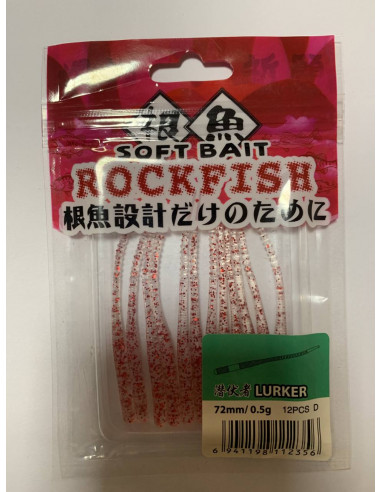 根魚
SOFT BAIT
ROCKFISH
根魚設計だけのために
潜伏者 LURKER
72mm/0.5g 12PCS D
6 941198 112356